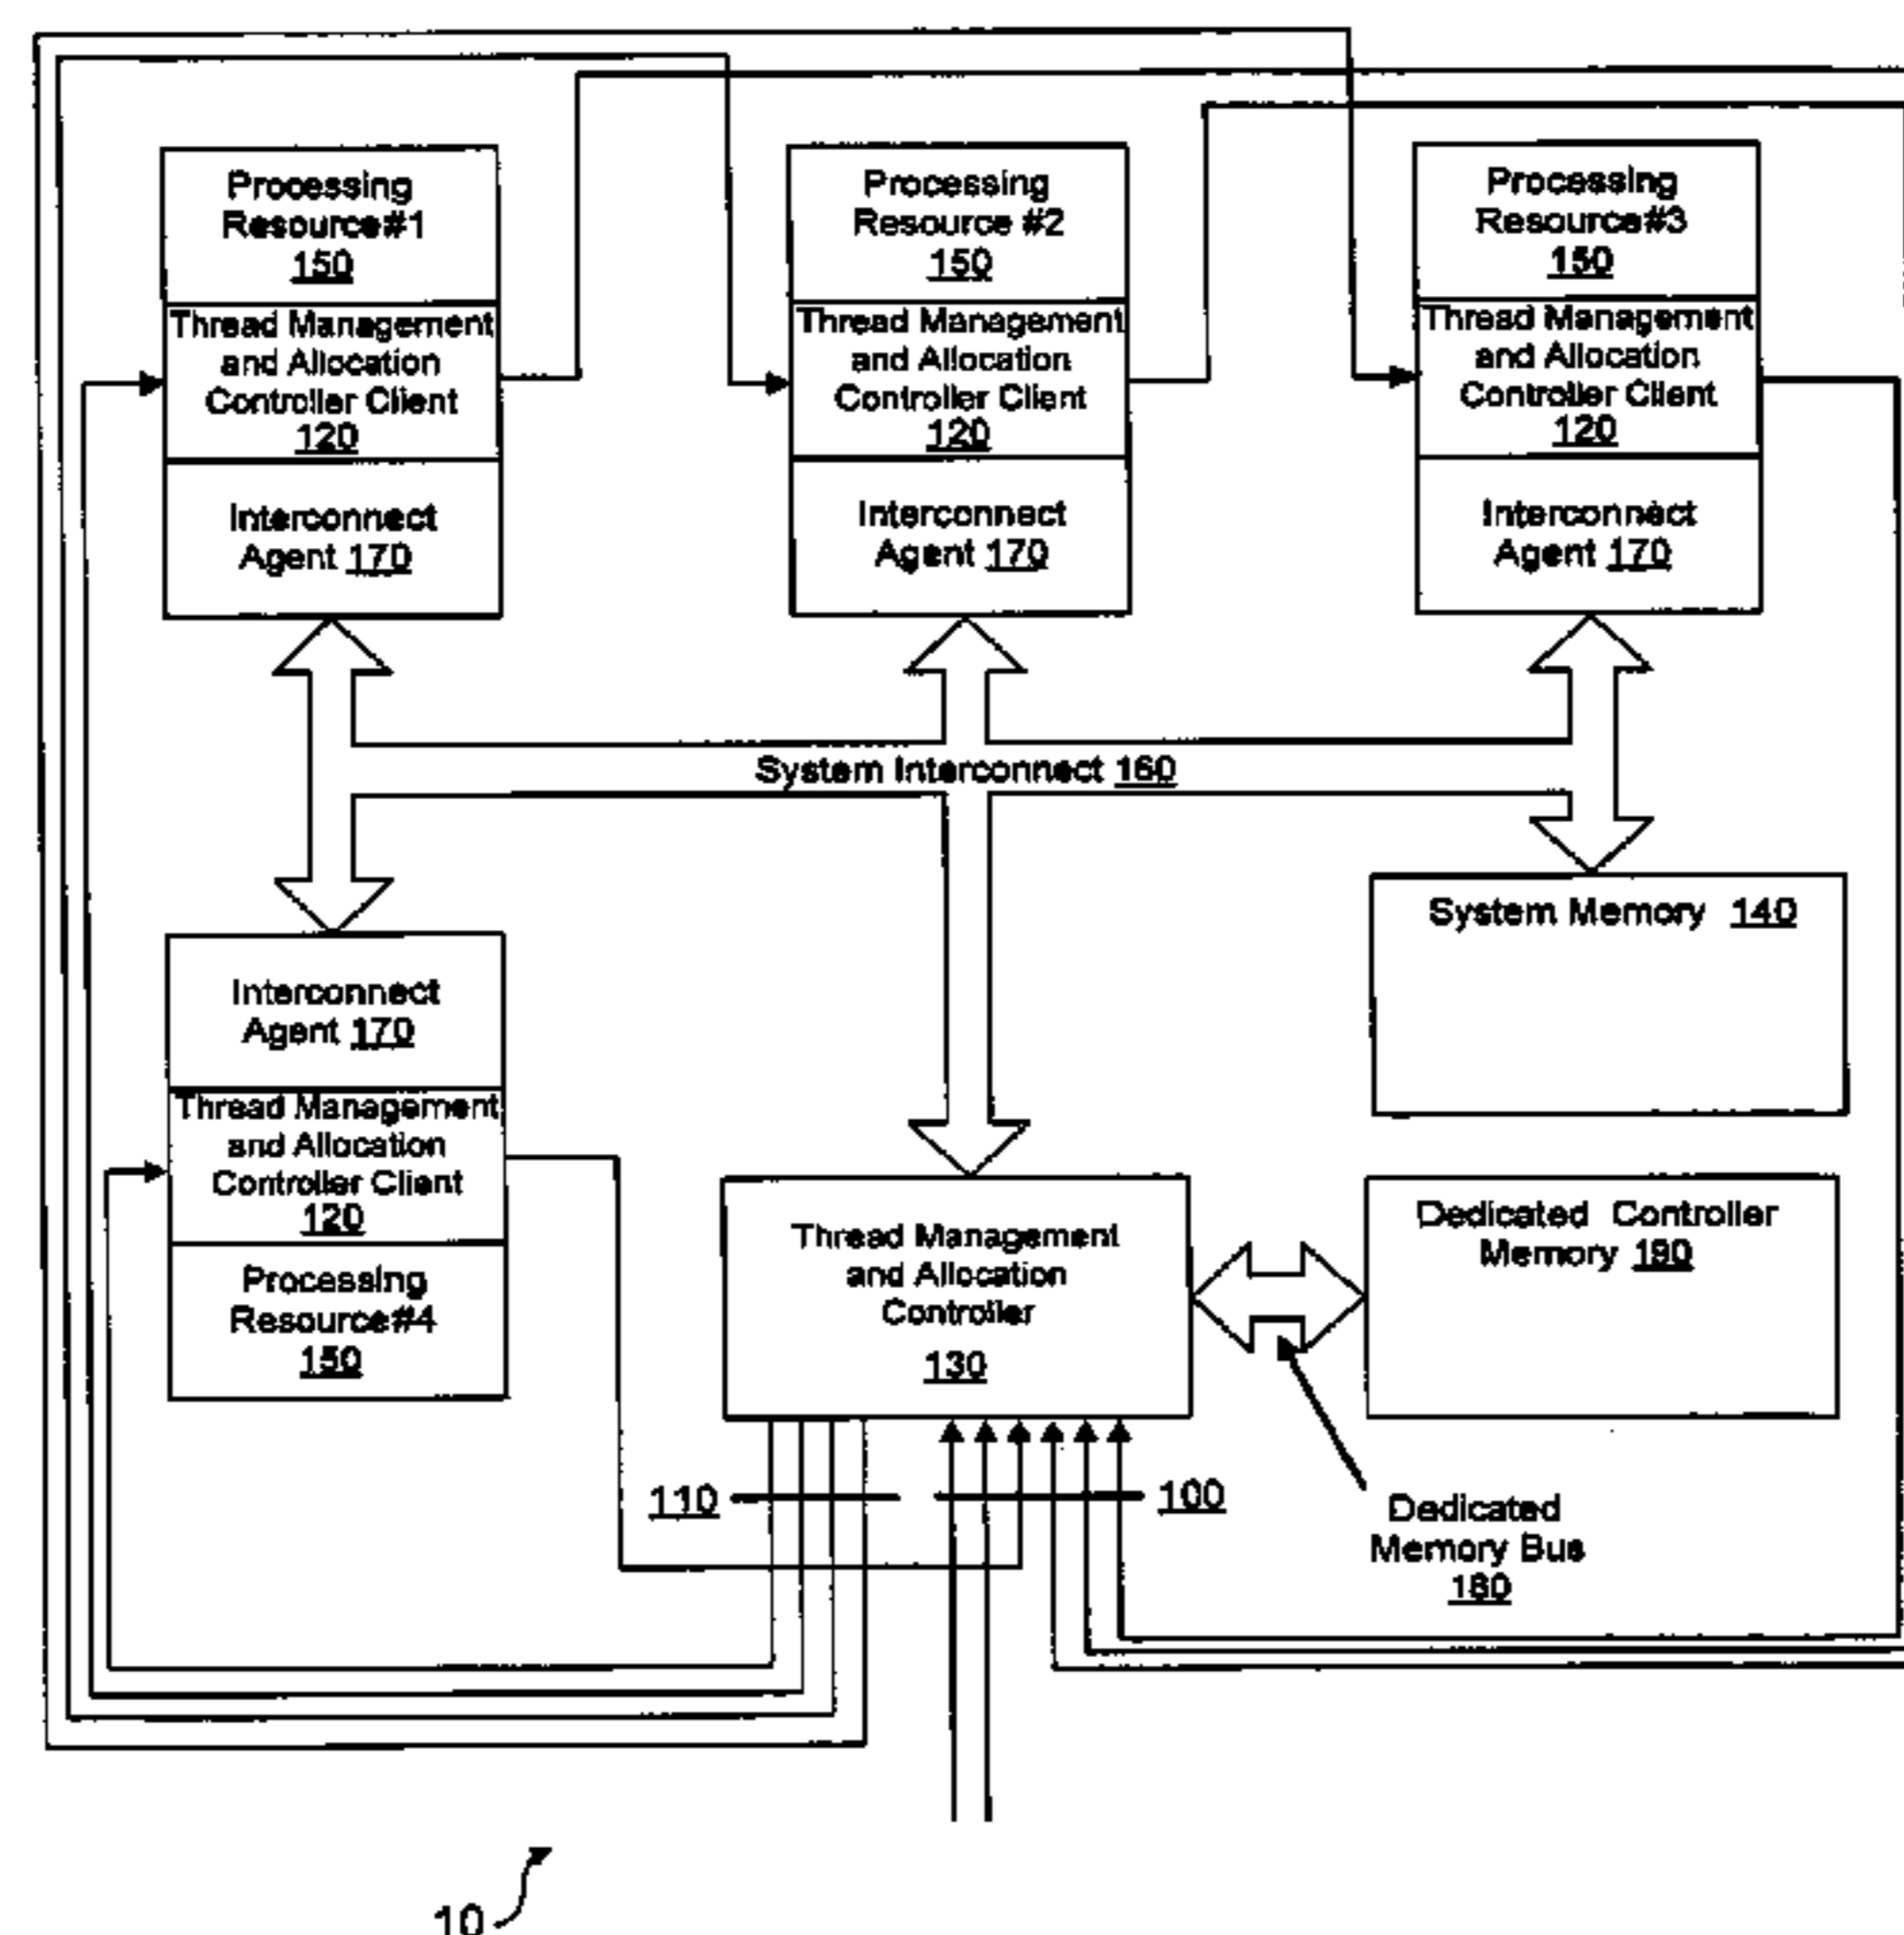 Processing
Resource#1
150
Thread Management
and Allocation
Controller Client
120
Interconnect
Agent 170
Processing
Resource #2
150
Thread Management
and Allocation
Controller Client
120
Interconnect
Agent 170
Processing
Resource#3
150
Thread Management
and Allocation
Controller Client
120
Interconnect
Agent 170
System Interconnect 160
System Memory 140
Interconnect
Agent 170
Thread Management
and Allocation
Controller Client
120
Processing
Resource#4
150
Thread Management
and Allocation
Controller
130
Dedicated Controller
Memory 190
110
100
Dedicated
Memory Bus
180
10